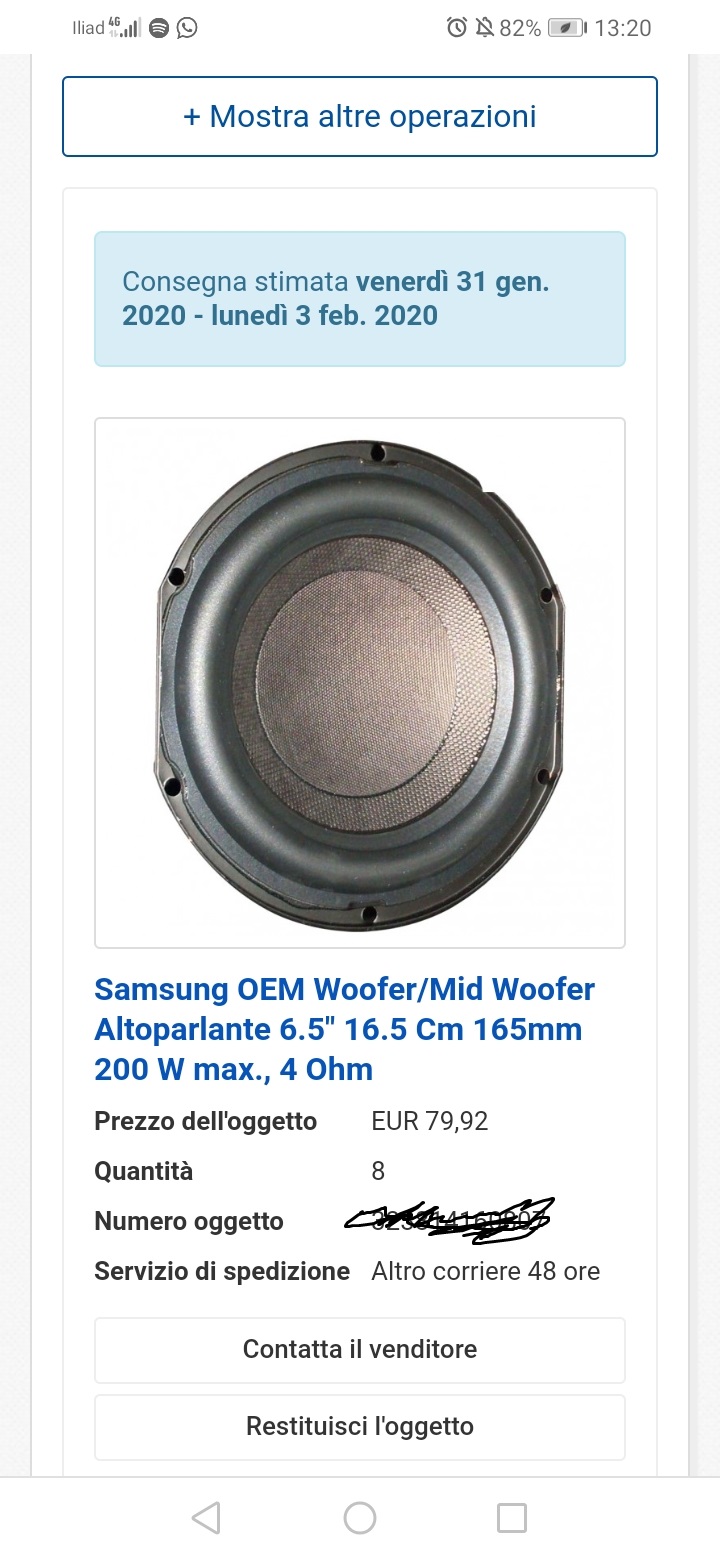 Iliad 4G 82% 13:20
+ Mostra altre operazioni
Consegna stimata venerdì 31 gen.
2020 - lunedì 3 feb. 2020
Samsung OEM Woofer/Mid Woofer
Altoparlante 6.5" 16.5 Cm 165mm
200 W max., 4 Ohm
Prezzo dell'oggetto EUR 79,92
Quantità 8
Numero oggetto
Servizio di spedizione Altro corriere 48 ore
Contatta il venditore
Restituisci l'oggetto